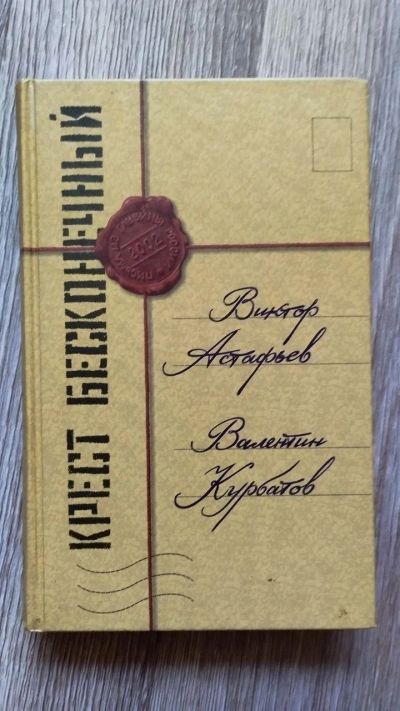 КРЕСТ БЕСКОНЕЧНЫЙ
2002
Виктор
Астафьев
Валентин
Курбатов